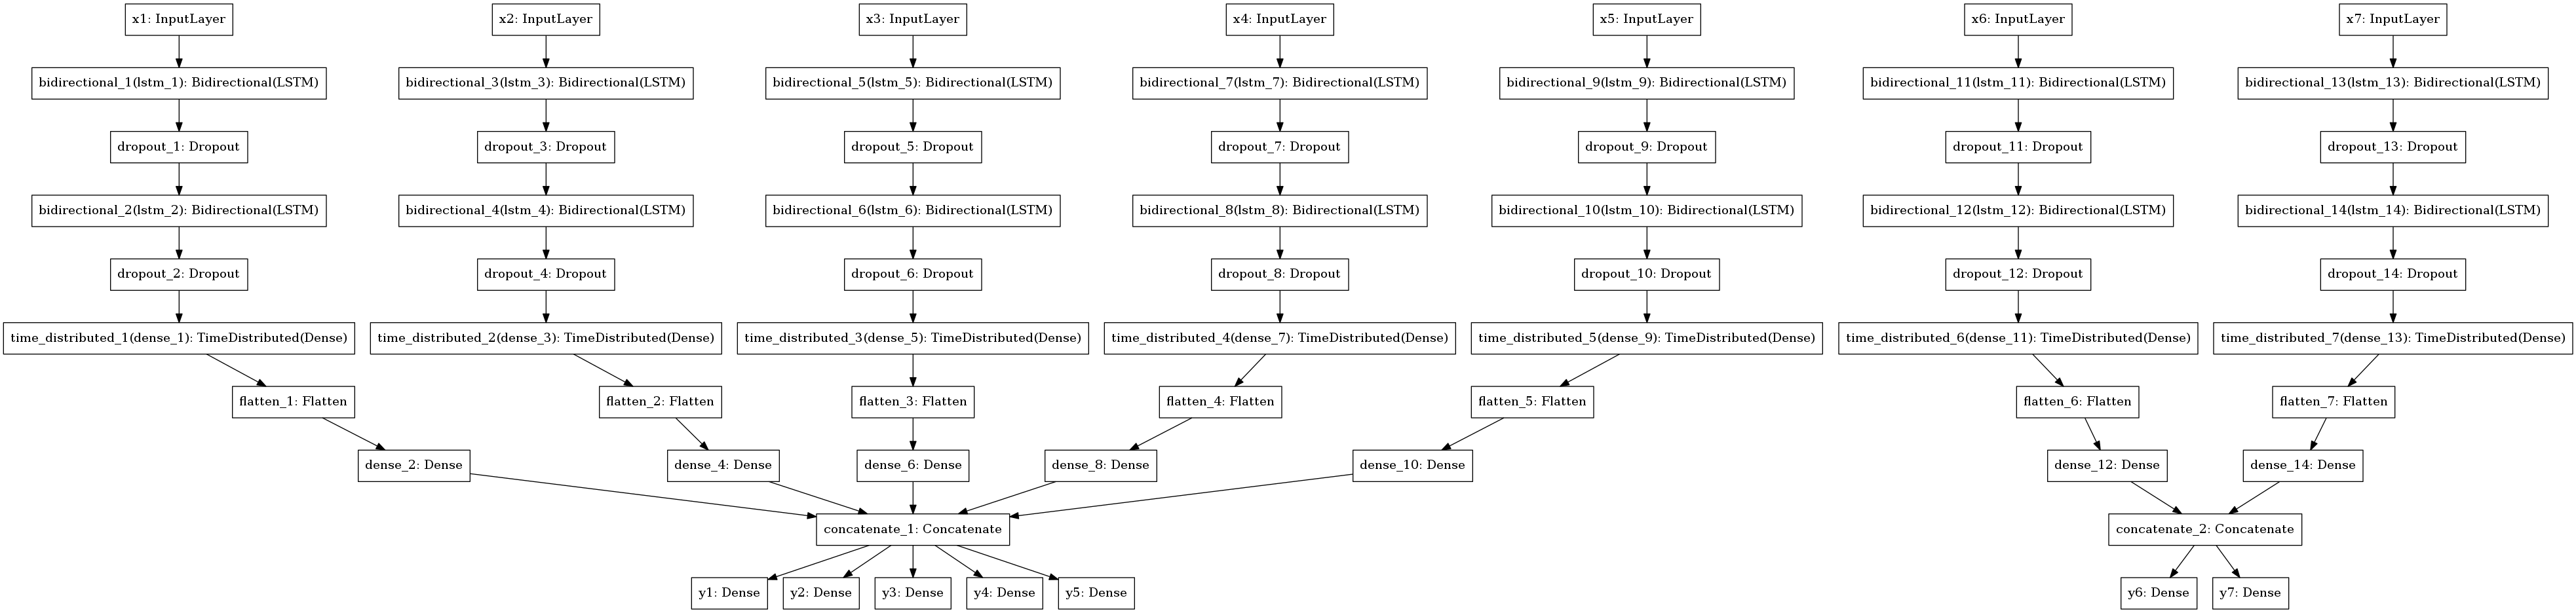 x1: InputLayer
x2: InputLayer
x3: InputLayer
x4: InputLayer
x5: InputLayer
x6: InputLayer
x7: InputLayer
bidirectional_1(lstm_1): Bidirectional(LSTM)
bidirectional_3(lstm_3): Bidirectional(LSTM)
bidirectional_5(lstm_5): Bidirectional(LSTM)
bidirectional_7(lstm_7): Bidirectional(LSTM)
bidirectional_9(lstm_9): Bidirectional(LSTM)
bidirectional_11(lstm_11): Bidirectional(LSTM)
bidirectional_13(lstm_13): Bidirectional(LSTM)
dropout_1: Dropout
dropout_3: Dropout
dropout_5: Dropout
dropout_7: Dropout
dropout_9: Dropout
dropout_11: Dropout
dropout_13: Dropout
bidirectional_2(lstm_2): Bidirectional(LSTM)
bidirectional_4(lstm_4): Bidirectional(LSTM)
bidirectional_6(lstm_6): Bidirectional(LSTM)
bidirectional_8(lstm_8): Bidirectional(LSTM)
bidirectional_10(lstm_10): Bidirectional(LSTM)
bidirectional_12(lstm_12): Bidirectional(LSTM)
bidirectional_14(lstm_14): Bidirectional(LSTM)
dropout_2: Dropout
dropout_4: Dropout
dropout_6: Dropout
dropout_8: Dropout
dropout_10: Dropout
dropout_12: Dropout
dropout_14: Dropout
time_distributed_1(dense_1): TimeDistributed(Dense)
time_distributed_2(dense_3): TimeDistributed(Dense)
time_distributed_3(dense_5): TimeDistributed(Dense)
time_distributed_4(dense_7): TimeDistributed(Dense)
time_distributed_5(dense_9): TimeDistributed(Dense)
time_distributed_6(dense_11): TimeDistributed(Dense)
time_distributed_7(dense_13): TimeDistributed(Dense)
flatten_1: Flatten
flatten_2: Flatten
flatten_3: Flatten
flatten_4: Flatten
flatten_5: Flatten
flatten_6: Flatten
flatten_7: Flatten
dense_2: Dense
dense_4: Dense
dense_6: Dense
dense_8: Dense
dense_10: Dense
dense_12: Dense
dense_14: Dense
concatenate_1: Concatenate
concatenate_2: Concatenate
y1: Dense
y2: Dense
y3: Dense
y4: Dense
y5: Dense
y6: Dense
y7: Dense